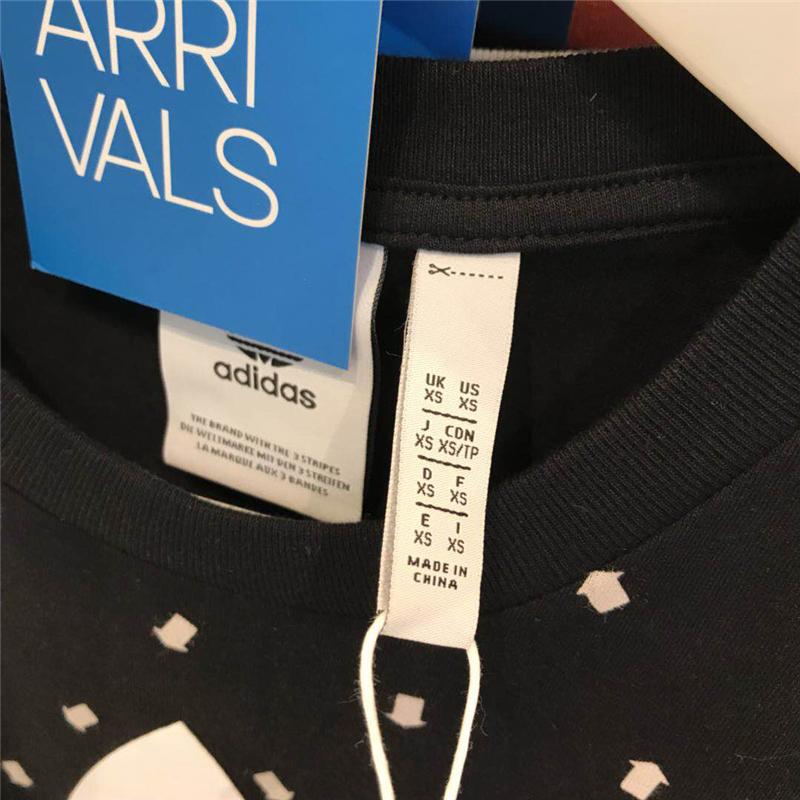 ARRI
VALS
adidas
THE BRAND WITH THE 3 STRIPES
DIE WELTMARKE MIT DEN 3 STREIFEN
LA MARQUE AUX 3 BANDES
UK US
XS XS
J CDN
XS XS/TP
D F
XS XS
E I
XS XS
MADE IN
CHINA